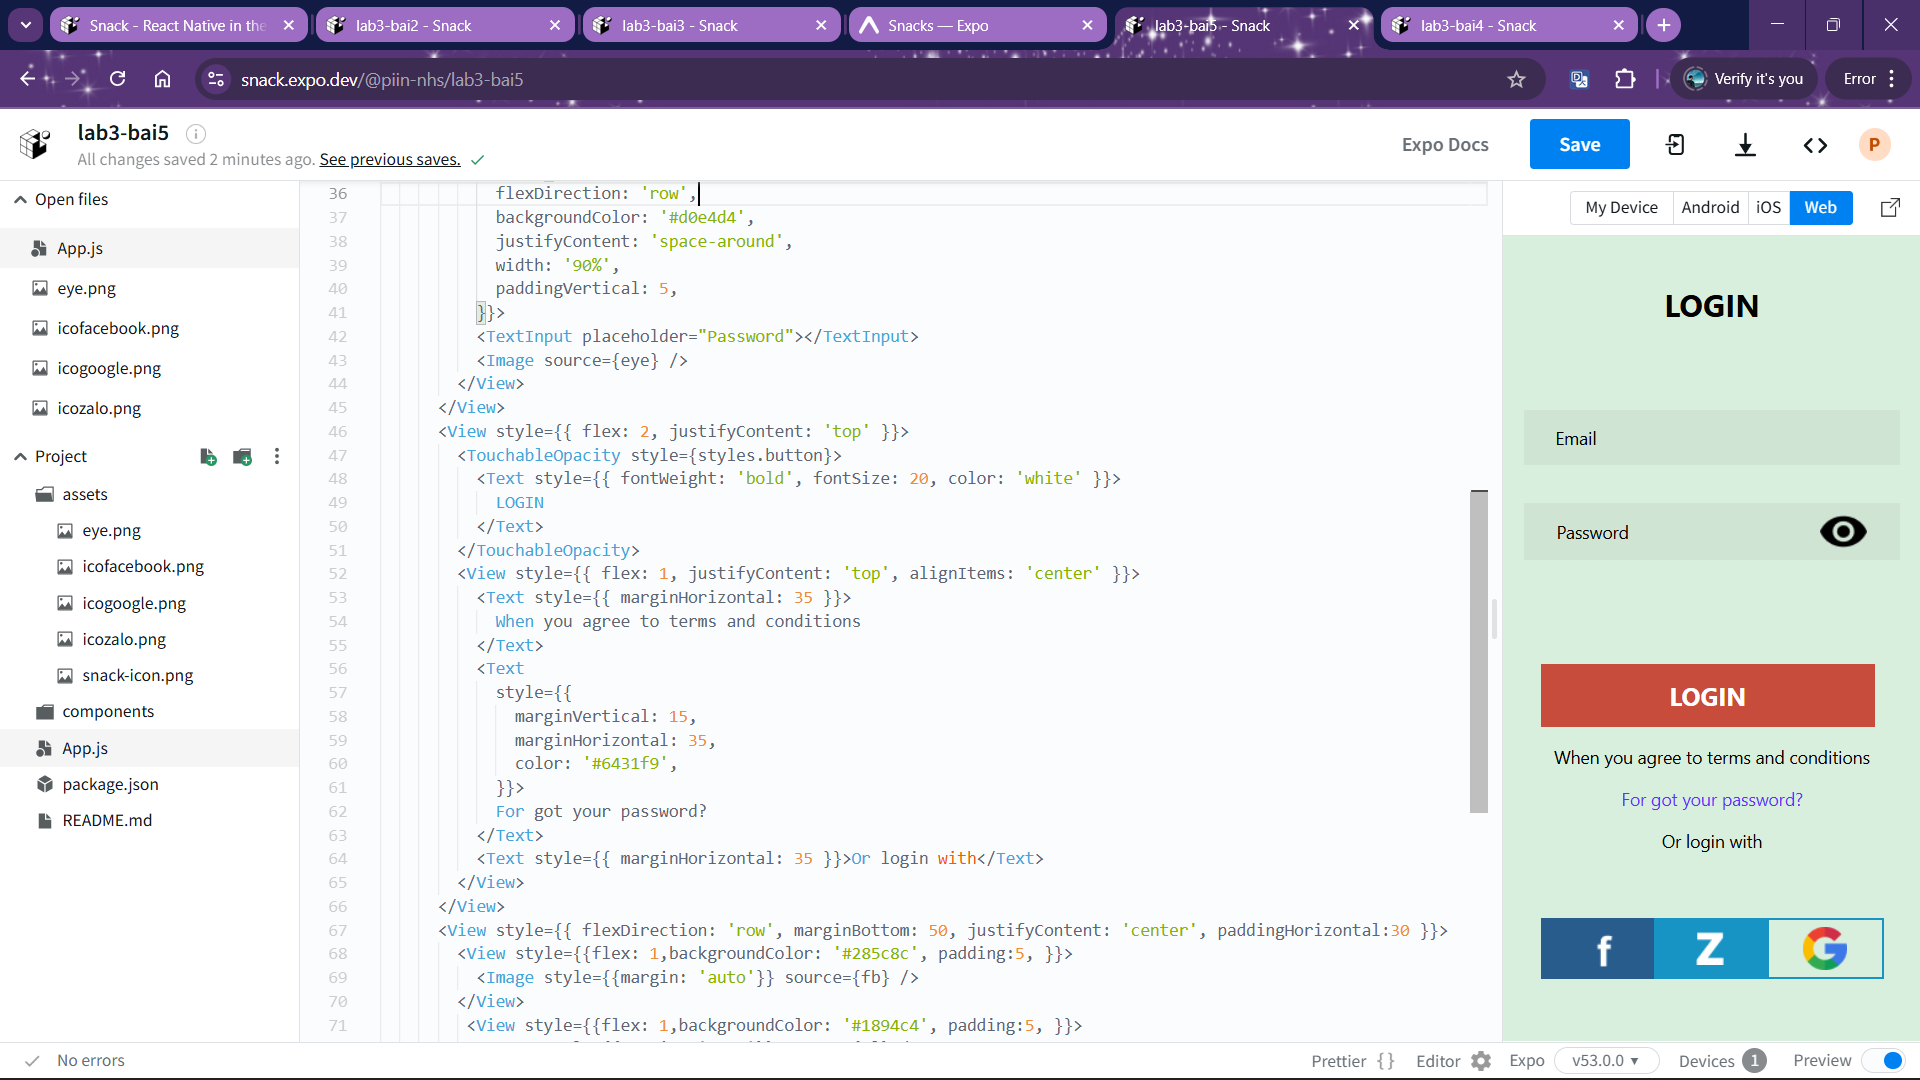 Snack - React Native in the
lab3-bai2 - Snack
lab3-bai3 - Snack
Snacks — Expo
lab3-bai5 - Snack
lab3-bai4 - Snack
snack.expo.dev/@piin-nhs/lab3-bai5
Verify it's you
Error
lab3-bai5
All changes saved 2 minutes ago. See previous saves.
Expo Docs
Save
P
Open files
App.js
eye.png
icofacebook.png
icogoogle.png
icozalo.png
Project
assets
eye.png
icofacebook.png
icogoogle.png
icozalo.png
snack-icon.png
components
App.js
package.json
README.md
36 flexDirection: 'row',
37 backgroundColor: '#d0e4d4',
38 justifyContent: 'space-around',
39 width: '90%',
40 paddingVertical: 5,
41 }}>
42 <TextInput placeholder="Password"></TextInput>
43 <Image source={eye} />
44 </View>
45 </View>
46 <View style={{ flex: 2, justifyContent: 'top' }}>
47 <TouchableOpacity style={styles.button}>
48 <Text style={{ fontWeight: 'bold', fontSize: 20, color: 'white' }}>
49 LOGIN
50 </Text>
51 </TouchableOpacity>
52 <View style={{ flex: 1, justifyContent: 'top', alignItems: 'center' }}>
53 <Text style={{ marginHorizontal: 35 }}>
54 When you agree to terms and conditions
55 </Text>
56 <Text
57 style={{
58 marginVertical: 15,
59 marginHorizontal: 35,
60 color: '#6431f9',
61 }}>
62 For got your password?
63 </Text>
64 <Text style={{ marginHorizontal: 35 }}>Or login with</Text>
65 </View>
66 </View>
67 <View style={{ flexDirection: 'row', marginBottom: 50, justifyContent: 'center', paddingHorizontal:30 }}>
68 <View style={{flex: 1,backgroundColor: '#285c8c', padding:5, }}>
69 <Image style={{margin: 'auto'}} source={fb} />
70 </View>
71 <View style={{flex: 1,backgroundColor: '#1894c4', padding:5, }}>
My Device
Android
iOS
Web
LOGIN
Email
Password
LOGIN
When you agree to terms and conditions
For got your password?
Or login with
f
Z
G
No errors
Prettier { }
Editor
Expo
v53.0.0
Devices 1
Preview